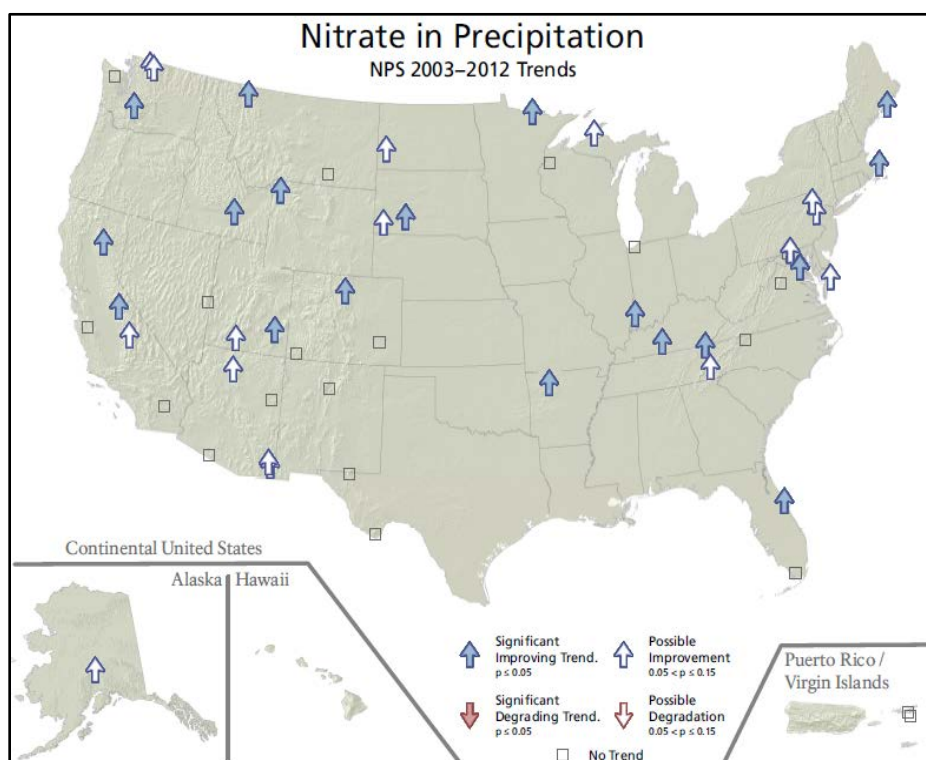 Nitrate in Precipitation
NPS 2003–2012 Trends
Continental United States
Alaska
Hawaii
Significant
Improving Trend.
p ≤ 0.05
Possible
Improvement
0.05 < p ≤ 0.15
Significant
Degrading Trend.
p ≤ 0.05
Possible
Degradation
0.05 < p ≤ 0.15
No Trend
Puerto Rico /
Virgin Islands